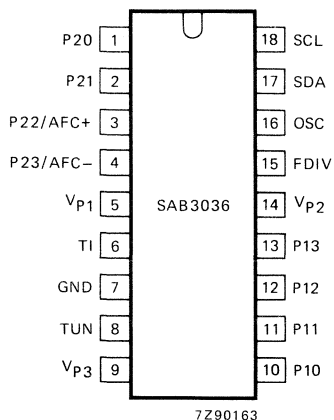 P20 1 18 SCL
P21 2 17 SDA
P22/AFC+ 3 16 OSC
P23/AFC− 4 15 FDIV
VP1 5 SAB3036 14 VP2
TI 6 13 P13
GND 7 12 P12
TUN 8 11 P11
VP3 9 10 P10
7Z90163